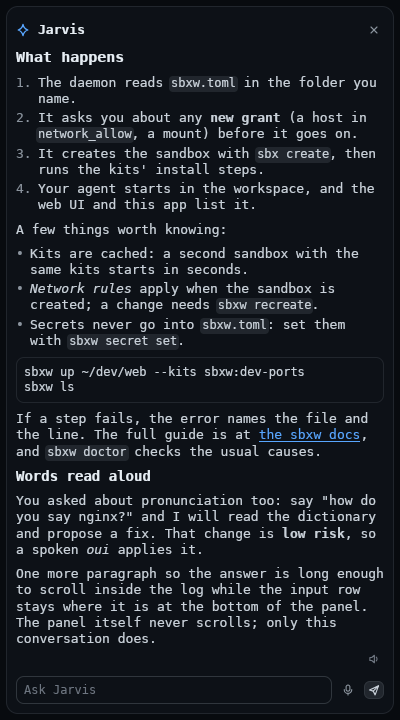 Jarvis
What happens
1. The daemon reads sbxw.toml in the folder you
name.
2. It asks you about any new grant (a host in
network_allow, a mount) before it goes on.
3. It creates the sandbox with sbx create, then
runs the kits' install steps.
4. Your agent starts in the workspace, and the
web UI and this app list it.
A few things worth knowing:
• Kits are cached: a second sandbox with the
same kits starts in seconds.
• Network rules apply when the sandbox is
created; a change needs sbxw recreate.
• Secrets never go into sbxw.toml: set them
with sbxw secret set.
sbxw up ~/dev/web --kits sbxw:dev-ports
sbxw ls
If a step fails, the error names the file and
the line. The full guide is at the sbxw docs,
and sbxw doctor checks the usual causes.
Words read aloud
You asked about pronunciation too: say "how do
you say nginx?" and I will read the dictionary
and propose a fix. That change is low risk, so
a spoken oui applies it.
One more paragraph so the answer is long enough
to scroll inside the log while the input row
stays where it is at the bottom of the panel.
The panel itself never scrolls; only this
conversation does.
Ask Jarvis